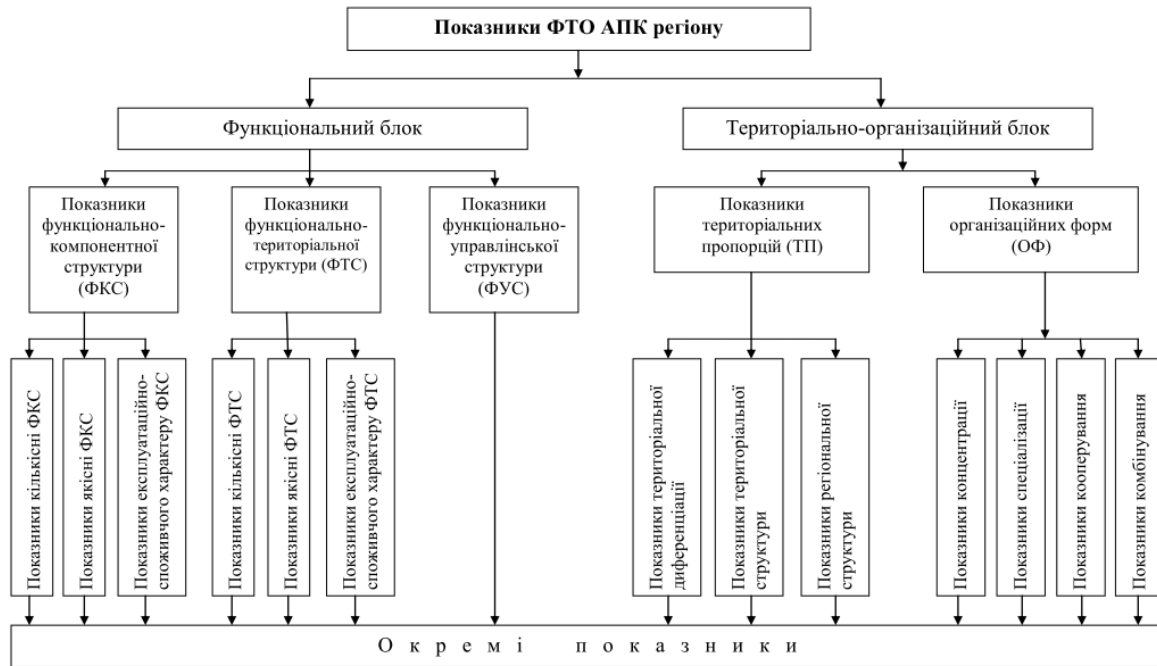 Показники ФТО АПК регіону
Функціональний блок
Територіально-організаційний блок
Показники
функціонально-
компонентної
структури
(ФКС)
Показники
функціонально-
територіальної
структури (ФТС)
Показники
функціонально-
управлінської
структури
(ФУС)
Показники
територіальних
пропорцій (ТП)
Показники
організаційних форм
(ОФ)
Показники кількісні ФКС
Показники якісні ФКС
Показники експлуатаційно-
споживчого характеру ФКС
Показники кількісні ФТС
Показники якісні ФТС
Показники експлуатаційно-
споживчого характеру ФТС
Показники територіальної
диференціації
Показники територіальної
структури
Показники регіональної
структури
Показники концентрації
Показники спеціалізації
Показники кооперування
Показники комбінування
Окремі показники